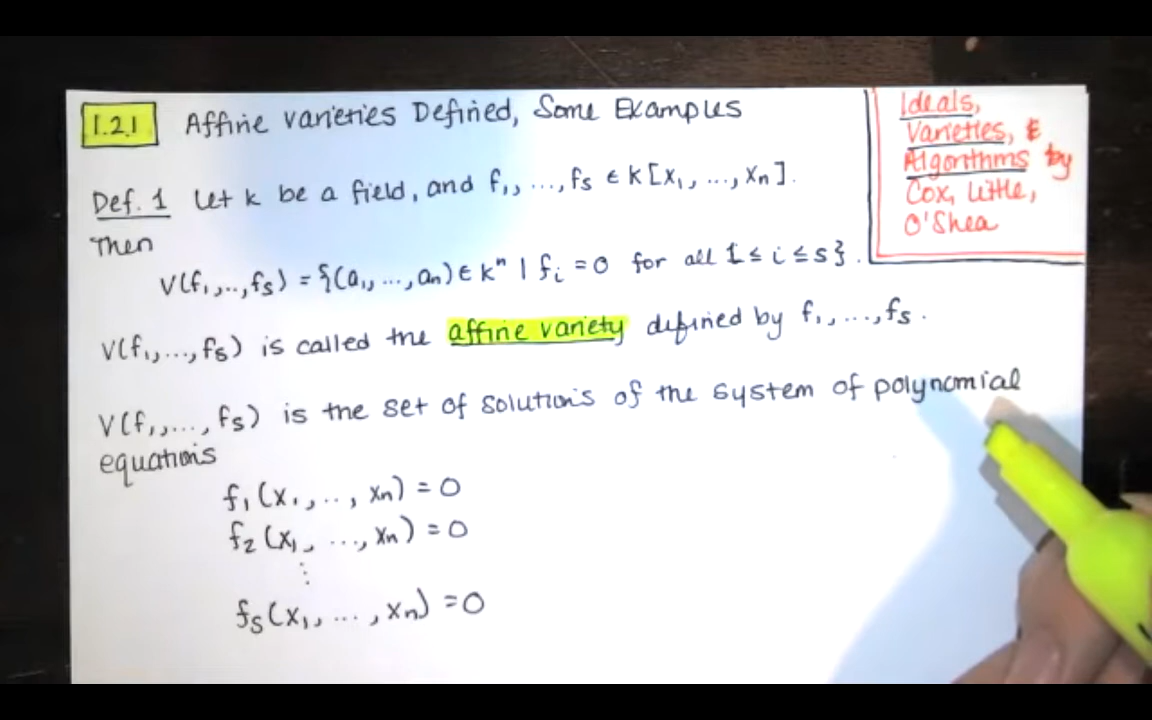 1.2.1 Affine varieties Defined, Some Examples
Ideals,
Varieties, &
Algorithms by
Cox, Little,
O'Shea
Def. 1 Let k be a field, and f₁, ..., fₛ ∈ k[x₁, ..., xₙ].
Then
V(f₁,..,fₛ) = {(a₁, ..., aₙ) ∈ kⁿ | fᵢ = 0 for all 1 ≤ i ≤ s}.
V(f₁,...,fₛ) is called the affine variety defined by f₁,...,fₛ.
V(f₁,...,fₛ) is the set of solutions of the system of polynomial
equations
f₁(x₁,..,xₙ) = 0
f₂(x₁, ...,xₙ) = 0
⋮
fₛ(x₁, ...,xₙ) = 0